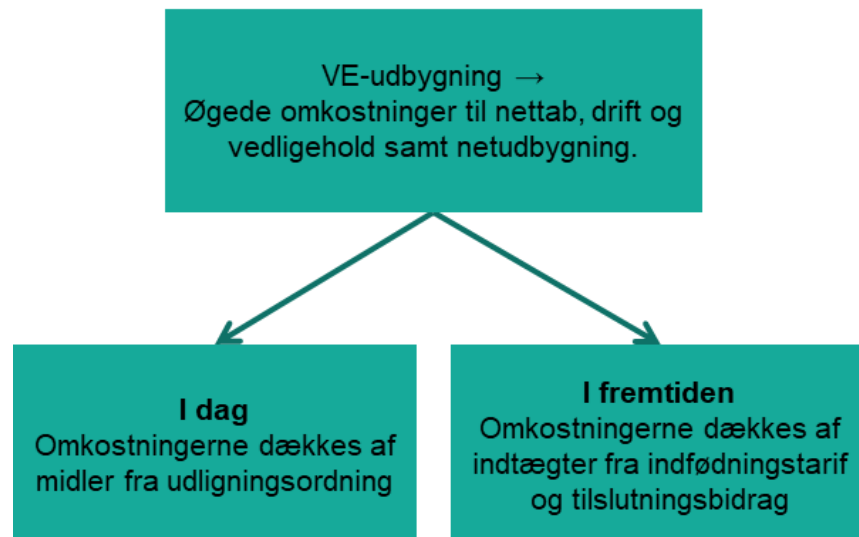 VE-udbygning →
Øgede omkostninger til nettab, drift og
vedligehold samt netudbygning.
I dag
Omkostningerne dækkes af
midler fra udligningsordning
I fremtiden
Omkostningerne dækkes af
indtægter fra indfødningstarif
og tilslutningsbidrag